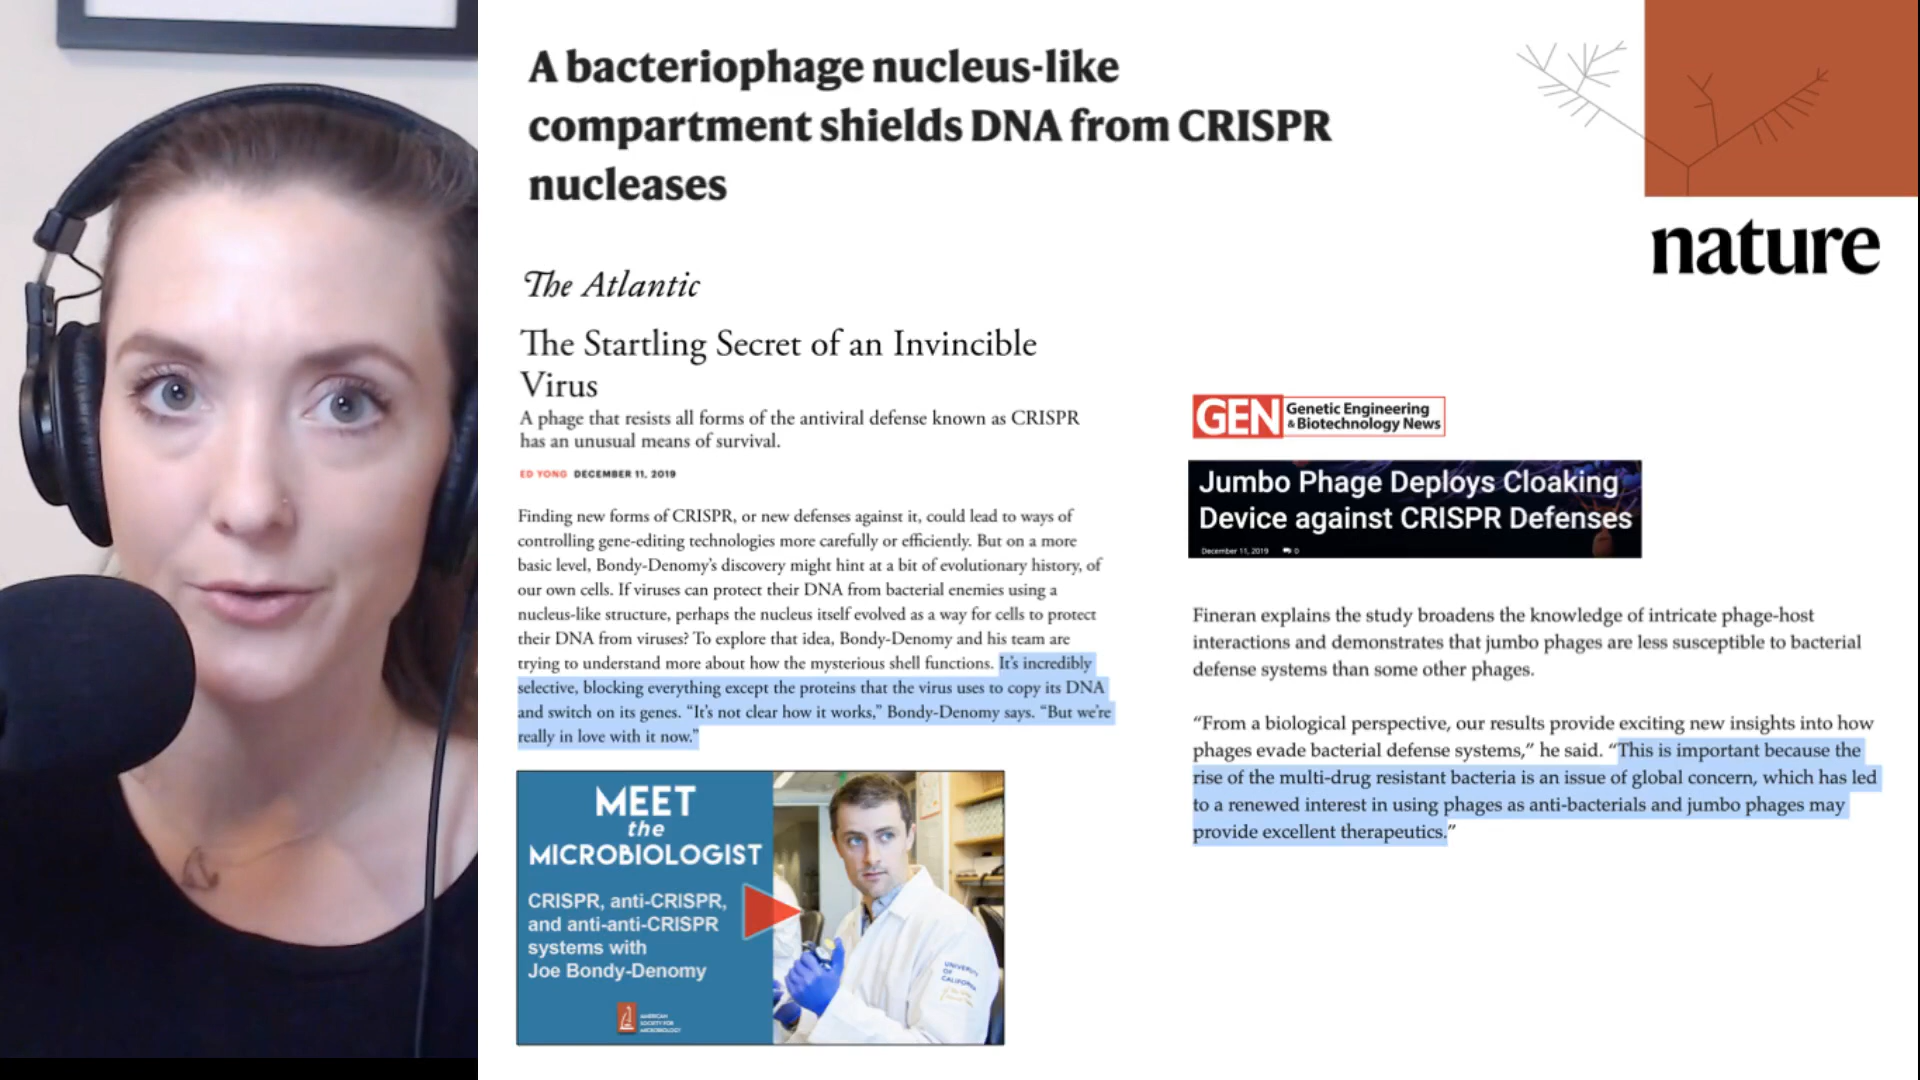 A bacteriophage nucleus-like
compartment shields DNA from CRISPR
nucleases
nature
The Atlantic
The Startling Secret of an Invincible
Virus
A phage that resists all forms of the antiviral defense known as CRISPR
has an unusual means of survival.
ED YONG DECEMBER 11, 2019
Finding new forms of CRISPR, or new defenses against it, could lead to ways of
controlling gene-editing technologies more carefully or efficiently. But on a more
basic level, Bondy-Denomy’s discovery might hint at a bit of evolutionary history, of
our own cells. If viruses can protect their DNA from bacterial enemies using a
nucleus-like structure, perhaps the nucleus itself evolved as a way for cells to protect
their DNA from viruses? To explore that idea, Bondy-Denomy and his team are
trying to understand more about how the mysterious shell functions. It’s incredibly
selective, blocking everything except the proteins that the virus uses to copy its DNA
and switch on its genes. “It’s not clear how it works,” Bondy-Denomy says. “But we’re
really in love with it now.”
MEET
the
MICROBIOLOGIST
CRISPR, anti-CRISPR,
and anti-anti-CRISPR
systems with
Joe Bondy-Denomy
AMERICAN
SOCIETY FOR
MICROBIOLOGY
UNIVERSITY
OF
CALIFORNIA
GEN Genetic Engineering
& Biotechnology News
Jumbo Phage Deploys Cloaking
Device against CRISPR Defenses
December 11, 2019 0
Fineran explains the study broadens the knowledge of intricate phage-host
interactions and demonstrates that jumbo phages are less susceptible to bacterial
defense systems than some other phages.
“From a biological perspective, our results provide exciting new insights into how
phages evade bacterial defense systems,” he said. “This is important because the
rise of the multi-drug resistant bacteria is an issue of global concern, which has led
to a renewed interest in using phages as anti-bacterials and jumbo phages may
provide excellent therapeutics.”